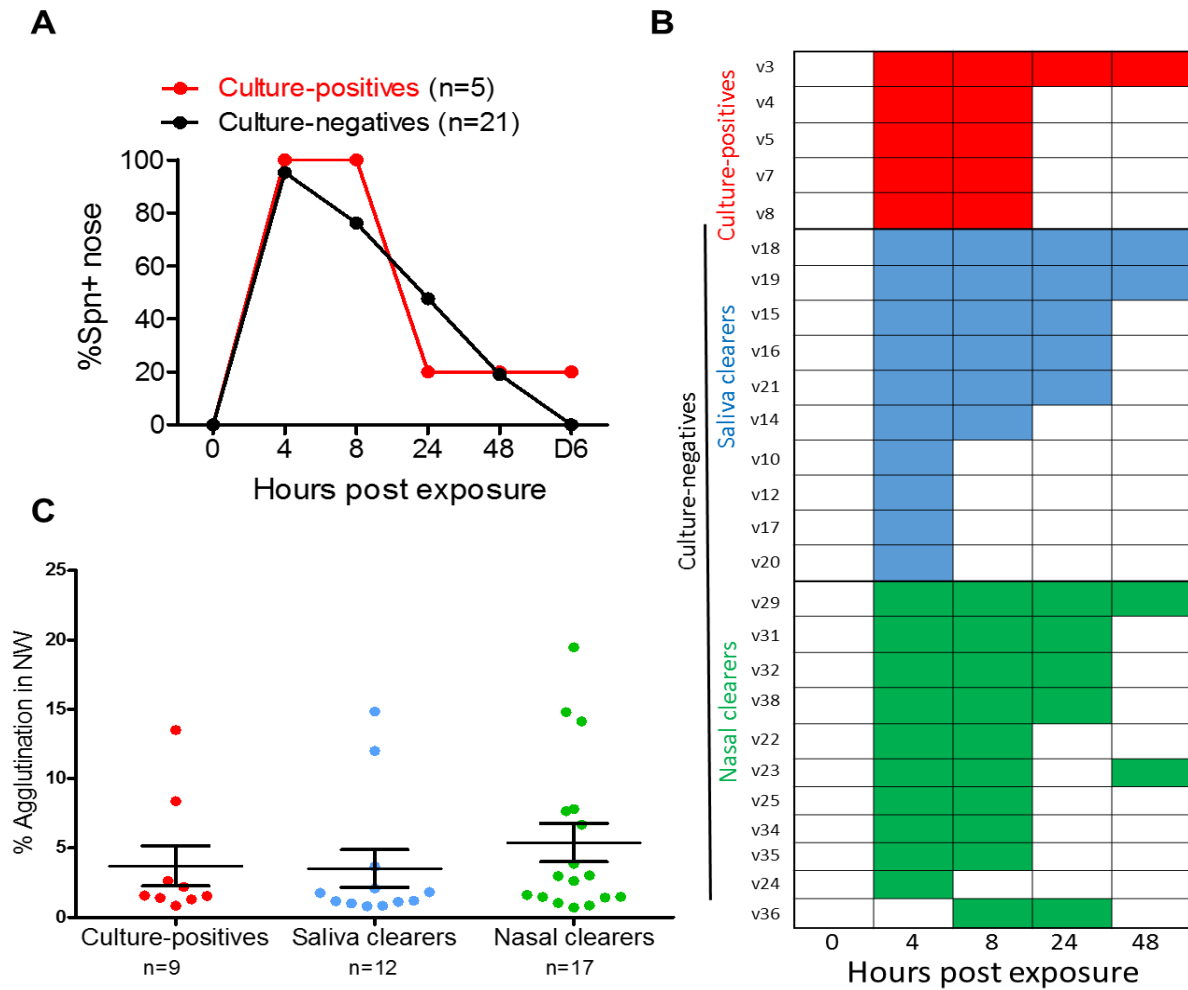 A
Culture-positives (n=5)
Culture-negatives (n=21)
%Spn+ nose
100
80
60
40
20
0
0 4 8 24 48 D6
Hours post exposure
B
Culture-positives
Culture-negatives
Saliva clearers
Nasal clearers
v3
v4
v5
v7
v8
v18
v19
v15
v16
v21
v14
v10
v12
v17
v20
v29
v31
v32
v38
v22
v23
v25
v34
v35
v24
v36
0 4 8 24 48
Hours post exposure
C
% Agglutination in NW
25
20
15
10
5
0
Culture-positives Saliva clearers Nasal clearers
n=9 n=12 n=17